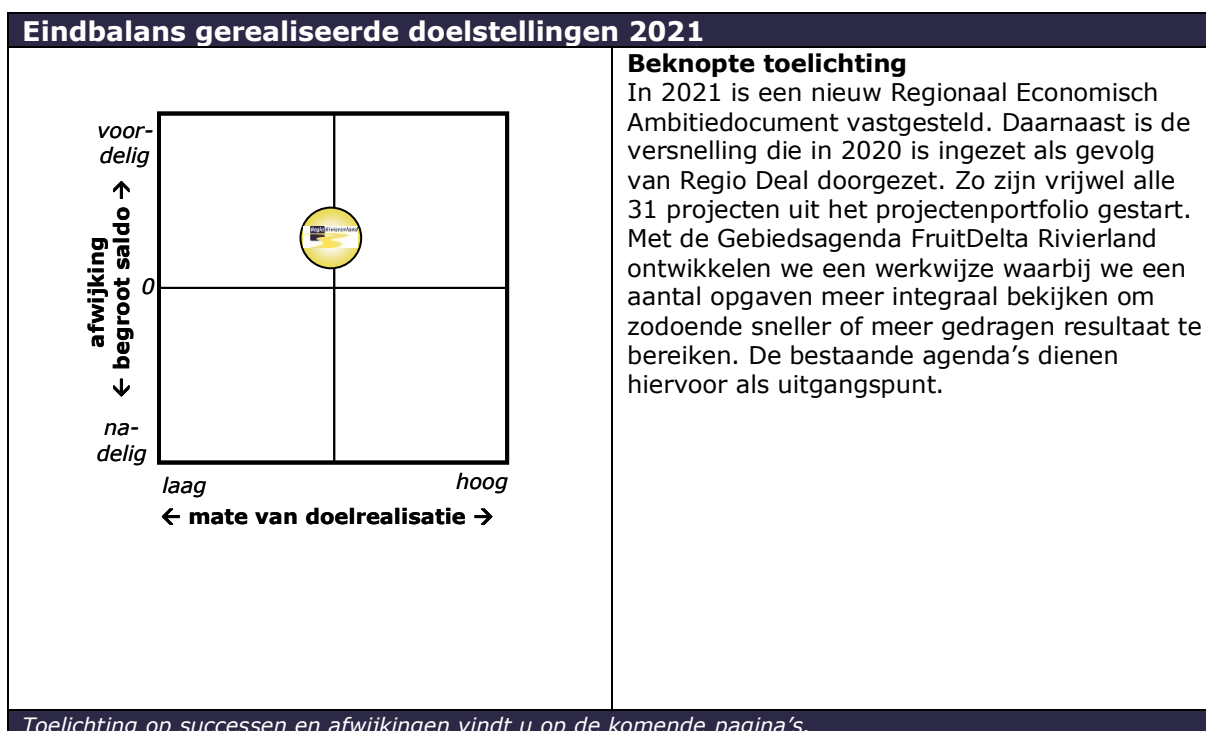 Eindbalans gerealiseerde doelstellingen 2021
voor-
delig
afwijking
← begroot saldo →
0
na-
delig
laag
hoog
← mate van doelrealisatie →
RegioRivierenland
Beknopte toelichting
In 2021 is een nieuw Regionaal Economisch
Ambitiedocument vastgesteld. Daarnaast is de
versnelling die in 2020 is ingezet als gevolg
van Regio Deal doorgezet. Zo zijn vrijwel alle
31 projecten uit het projectenportfolio gestart.
Met de Gebiedsagenda FruitDelta Rivierland
ontwikkelen we een werkwijze waarbij we een
aantal opgaven meer integraal bekijken om
zodoende sneller of meer gedragen resultaat te
bereiken. De bestaande agenda’s dienen
hiervoor als uitgangspunt.
Toelichting op successen en afwijkingen vindt u op de komende pagina’s.